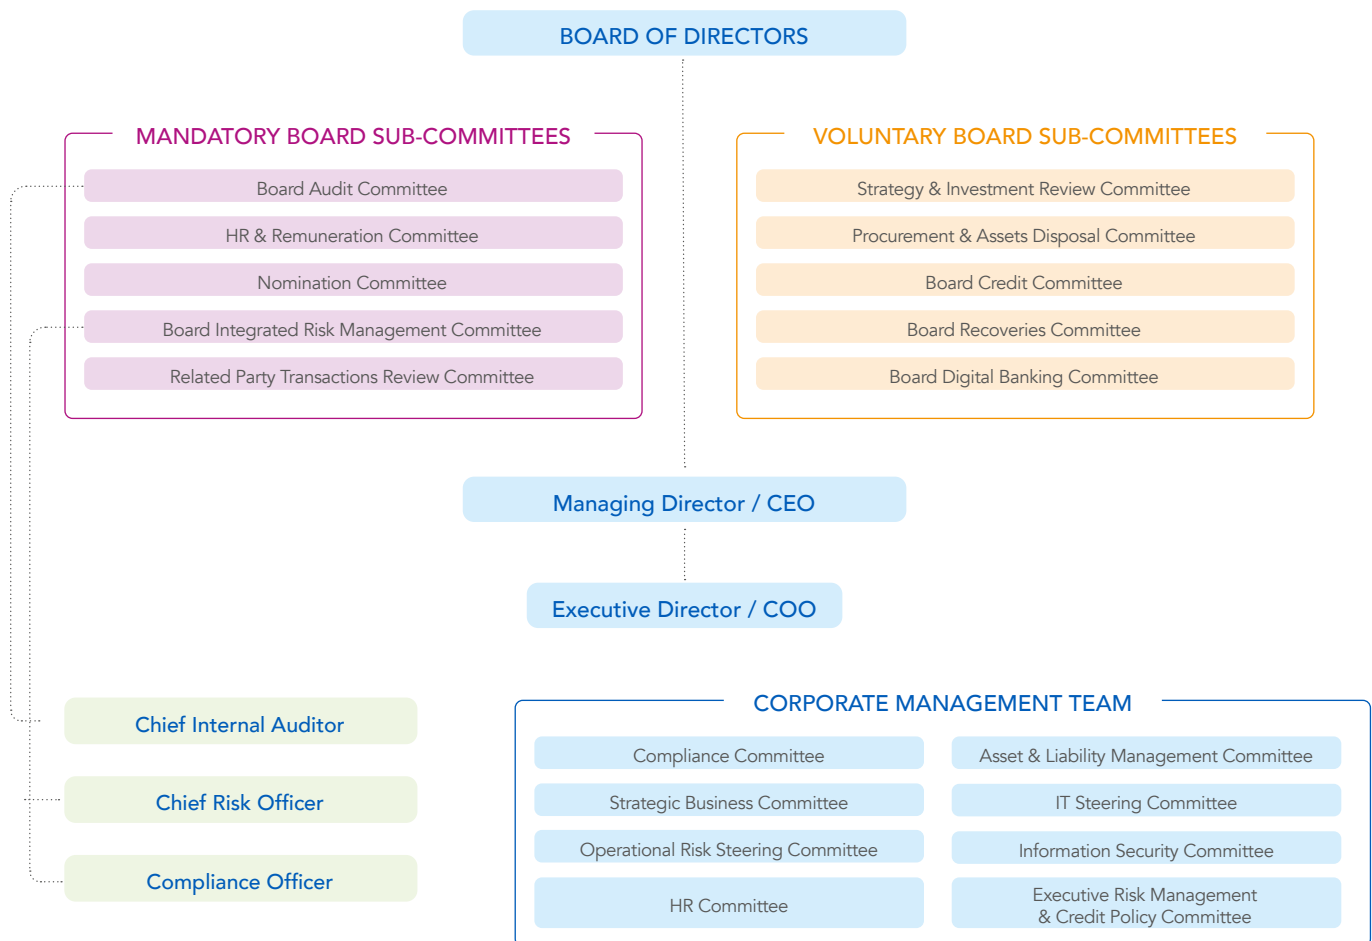 BOARD OF DIRECTORS
MANDATORY BOARD SUB-COMMITTEES
Board Audit Committee
HR & Remuneration Committee
Nomination Committee
Board Integrated Risk Management Committee
Related Party Transactions Review Committee
VOLUNTARY BOARD SUB-COMMITTEES
Strategy & Investment Review Committee
Procurement & Assets Disposal Committee
Board Credit Committee
Board Recoveries Committee
Board Digital Banking Committee
Managing Director / CEO
Executive Director / COO
Chief Internal Auditor
Chief Risk Officer
Compliance Officer
CORPORATE MANAGEMENT TEAM
Compliance Committee
Strategic Business Committee
Operational Risk Steering Committee
HR Committee
Asset & Liability Management Committee
IT Steering Committee
Information Security Committee
Executive Risk Management
& Credit Policy Committee